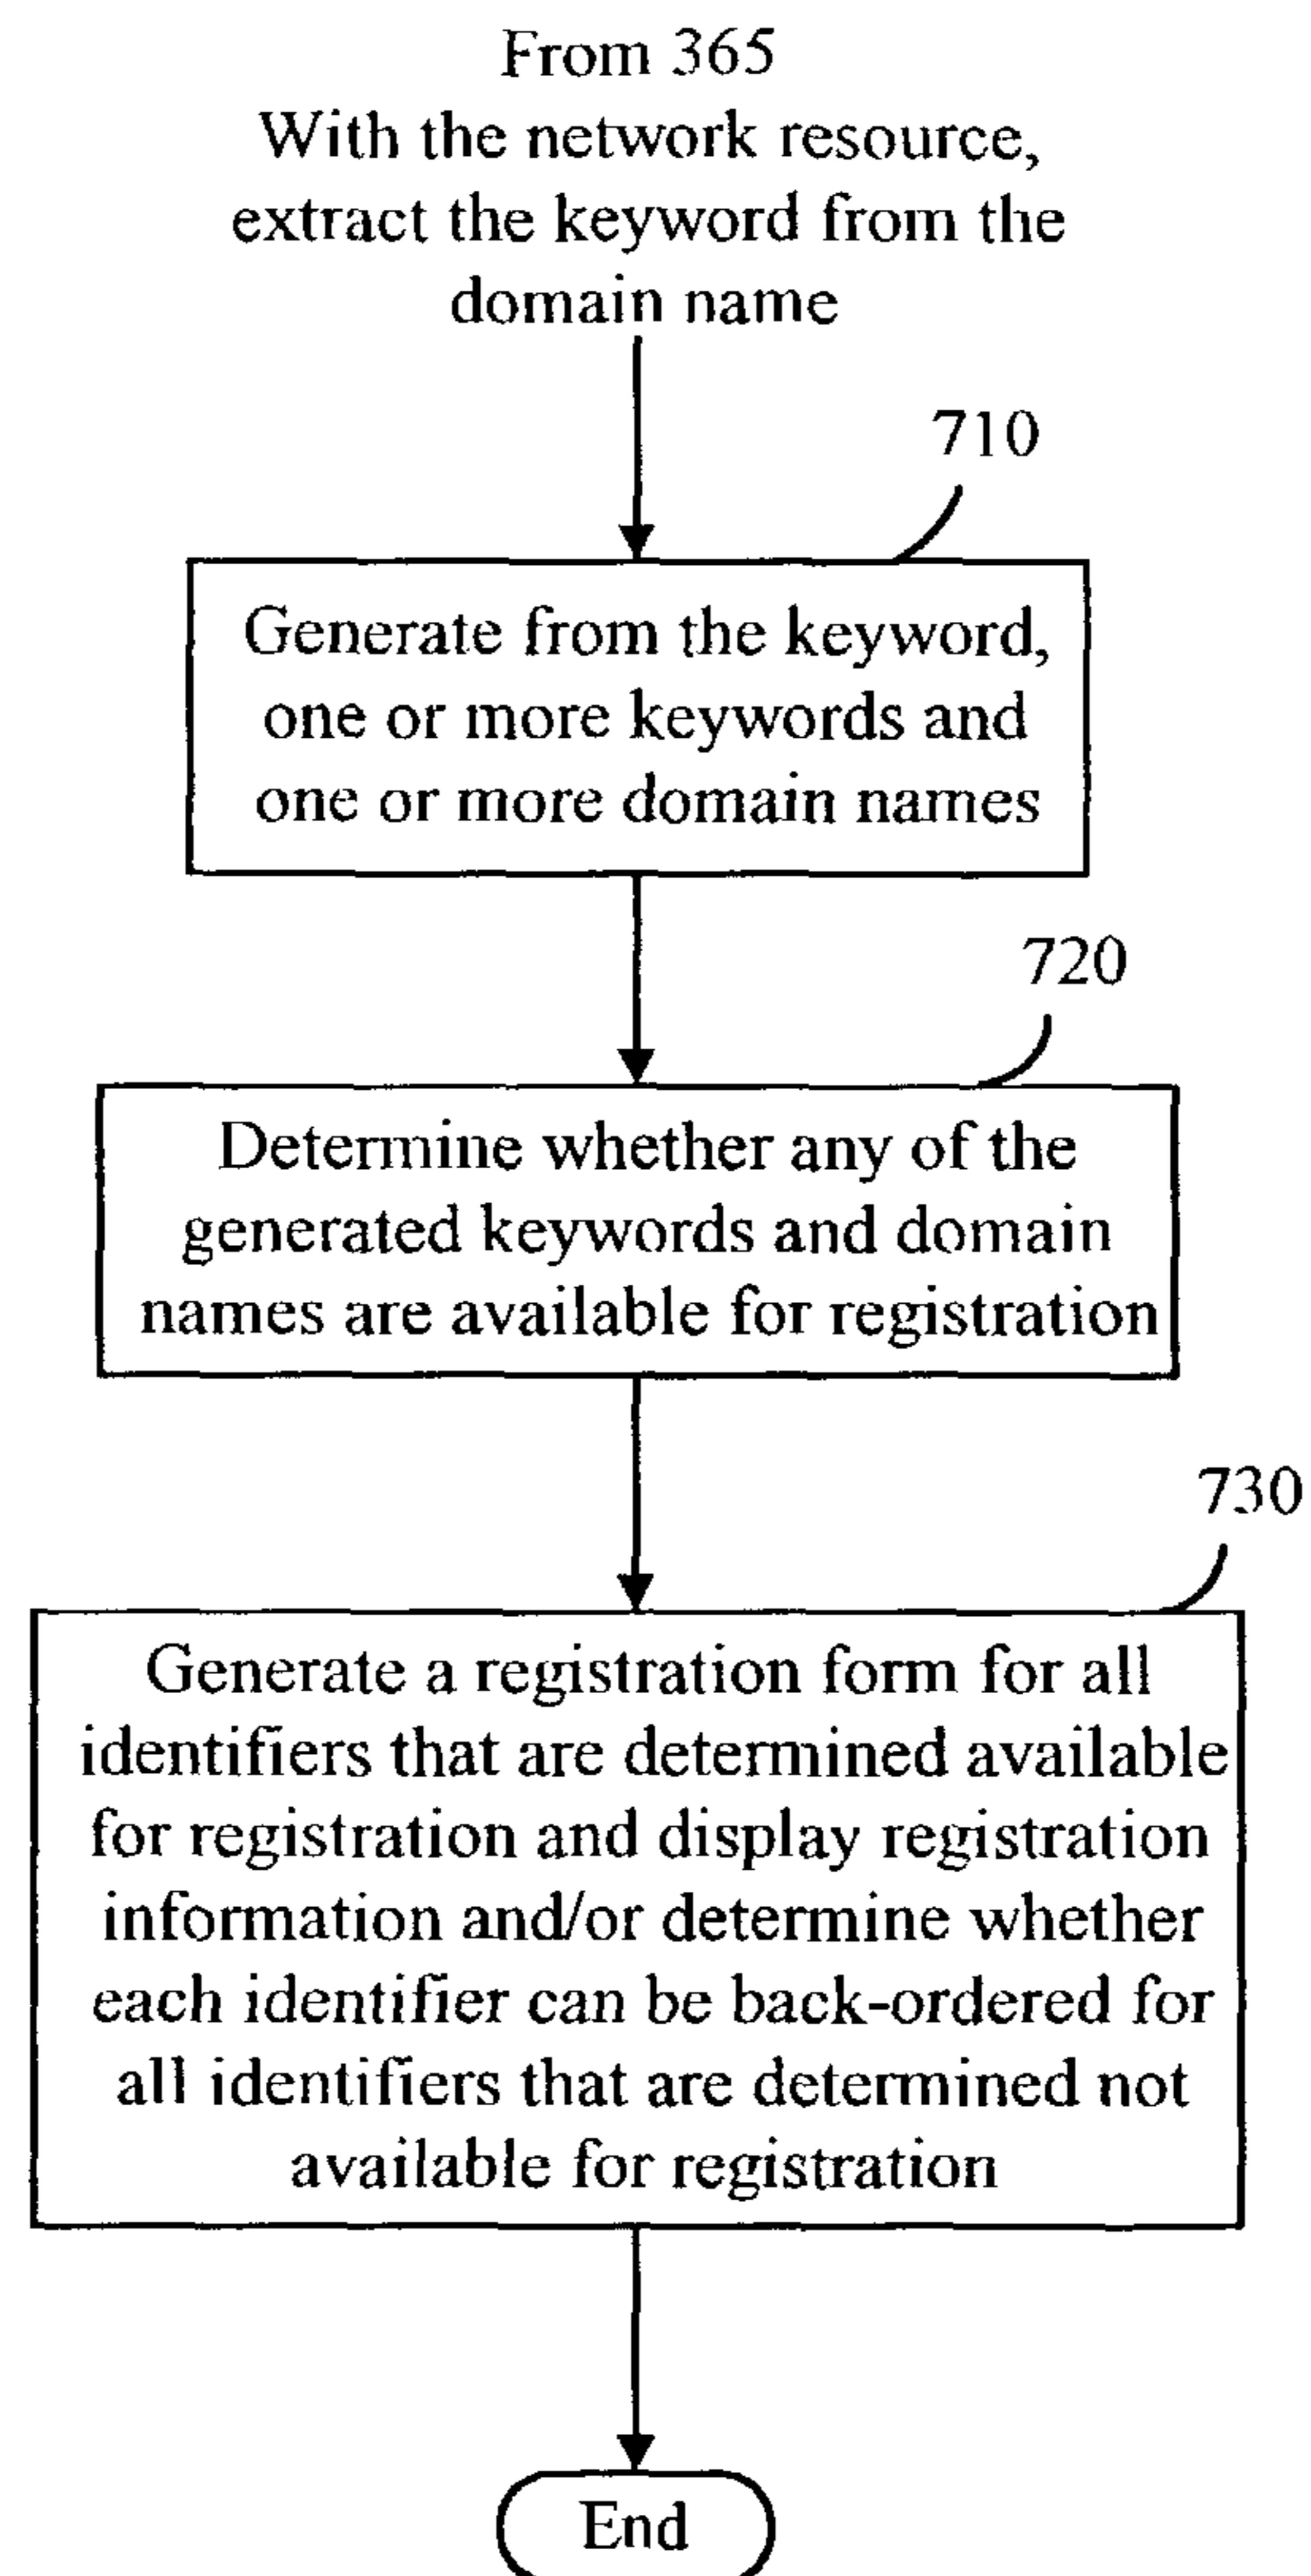 From 365
With the network resource,
extract the keyword from the
domain name
710
Generate from the keyword,
one or more keywords and
one or more domain names
720
Determine whether any of the
generated keywords and domain
names are available for registration
730
Generate a registration form for all
identifiers that are determined available
for registration and display registration
information and/or determine whether
each identifier can be back-ordered for
all identifiers that are determined not
available for registration
End